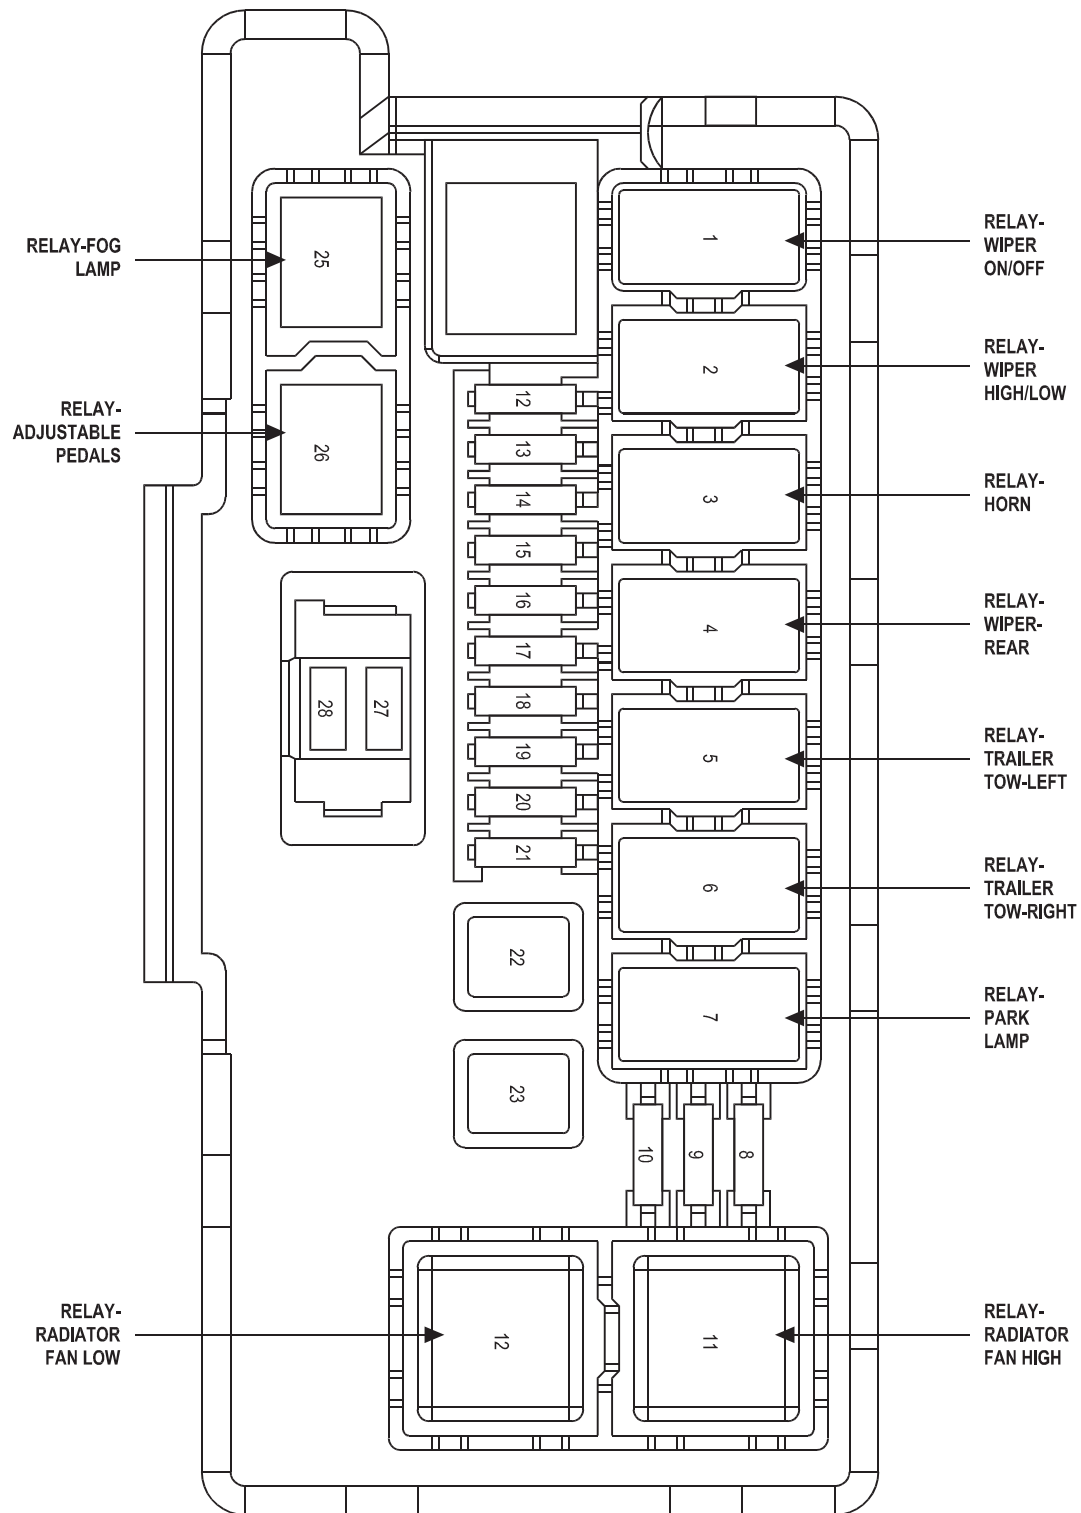 RELAY-FOG
LAMP
RELAY-
ADJUSTABLE
PEDALS
25
26
28
27
1
2
3
4
5
6
7
RELAY-
WIPER
ON/OFF
RELAY-
WIPER
HIGH/LOW
RELAY-
HORN
RELAY-
WIPER-
REAR
RELAY-
TRAILER
TOW-LEFT
RELAY-
TRAILER
TOW-RIGHT
RELAY-
PARK
LAMP
12
13
14
15
16
17
18
19
20
21
22
23
10
9
8
RELAY-
RADIATOR
FAN LOW
12
11
RELAY-
RADIATOR
FAN HIGH